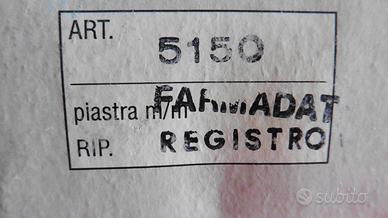 ART. 5150
piastra m/m FARMADAT
RIP. REGISTRO
subito